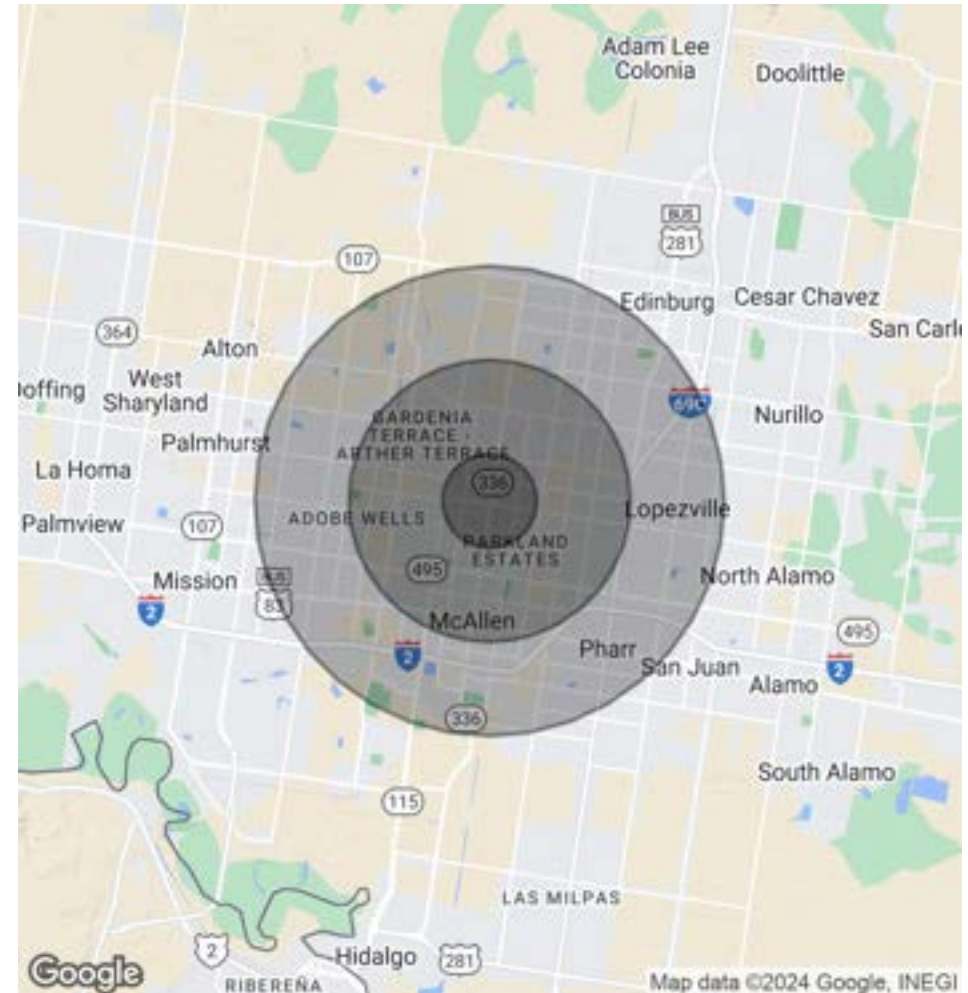 Adam Lee
Colonia
Doolittle
BUS
281
107
Edinburg
Cesar Chavez
364
San Carl
Alton
West
Sharyland
Doffing
69C
Nurillo
GARDENIA
TERRACE -
ARTHER TERRACE
Palmhurst
La Homa
336
Lopezville
Palmview
107
ADOBE WELLS
PARKLAND
ESTATES
495
North Alamo
Mission
BUS
83
2
McAllen
495
2
Pharr
San Juan
2
Alamo
336
South Alamo
115
LAS MILPAS
2
Hidalgo
281
Google
RIBEREÑA
Map data ©2024 Google, INEGI